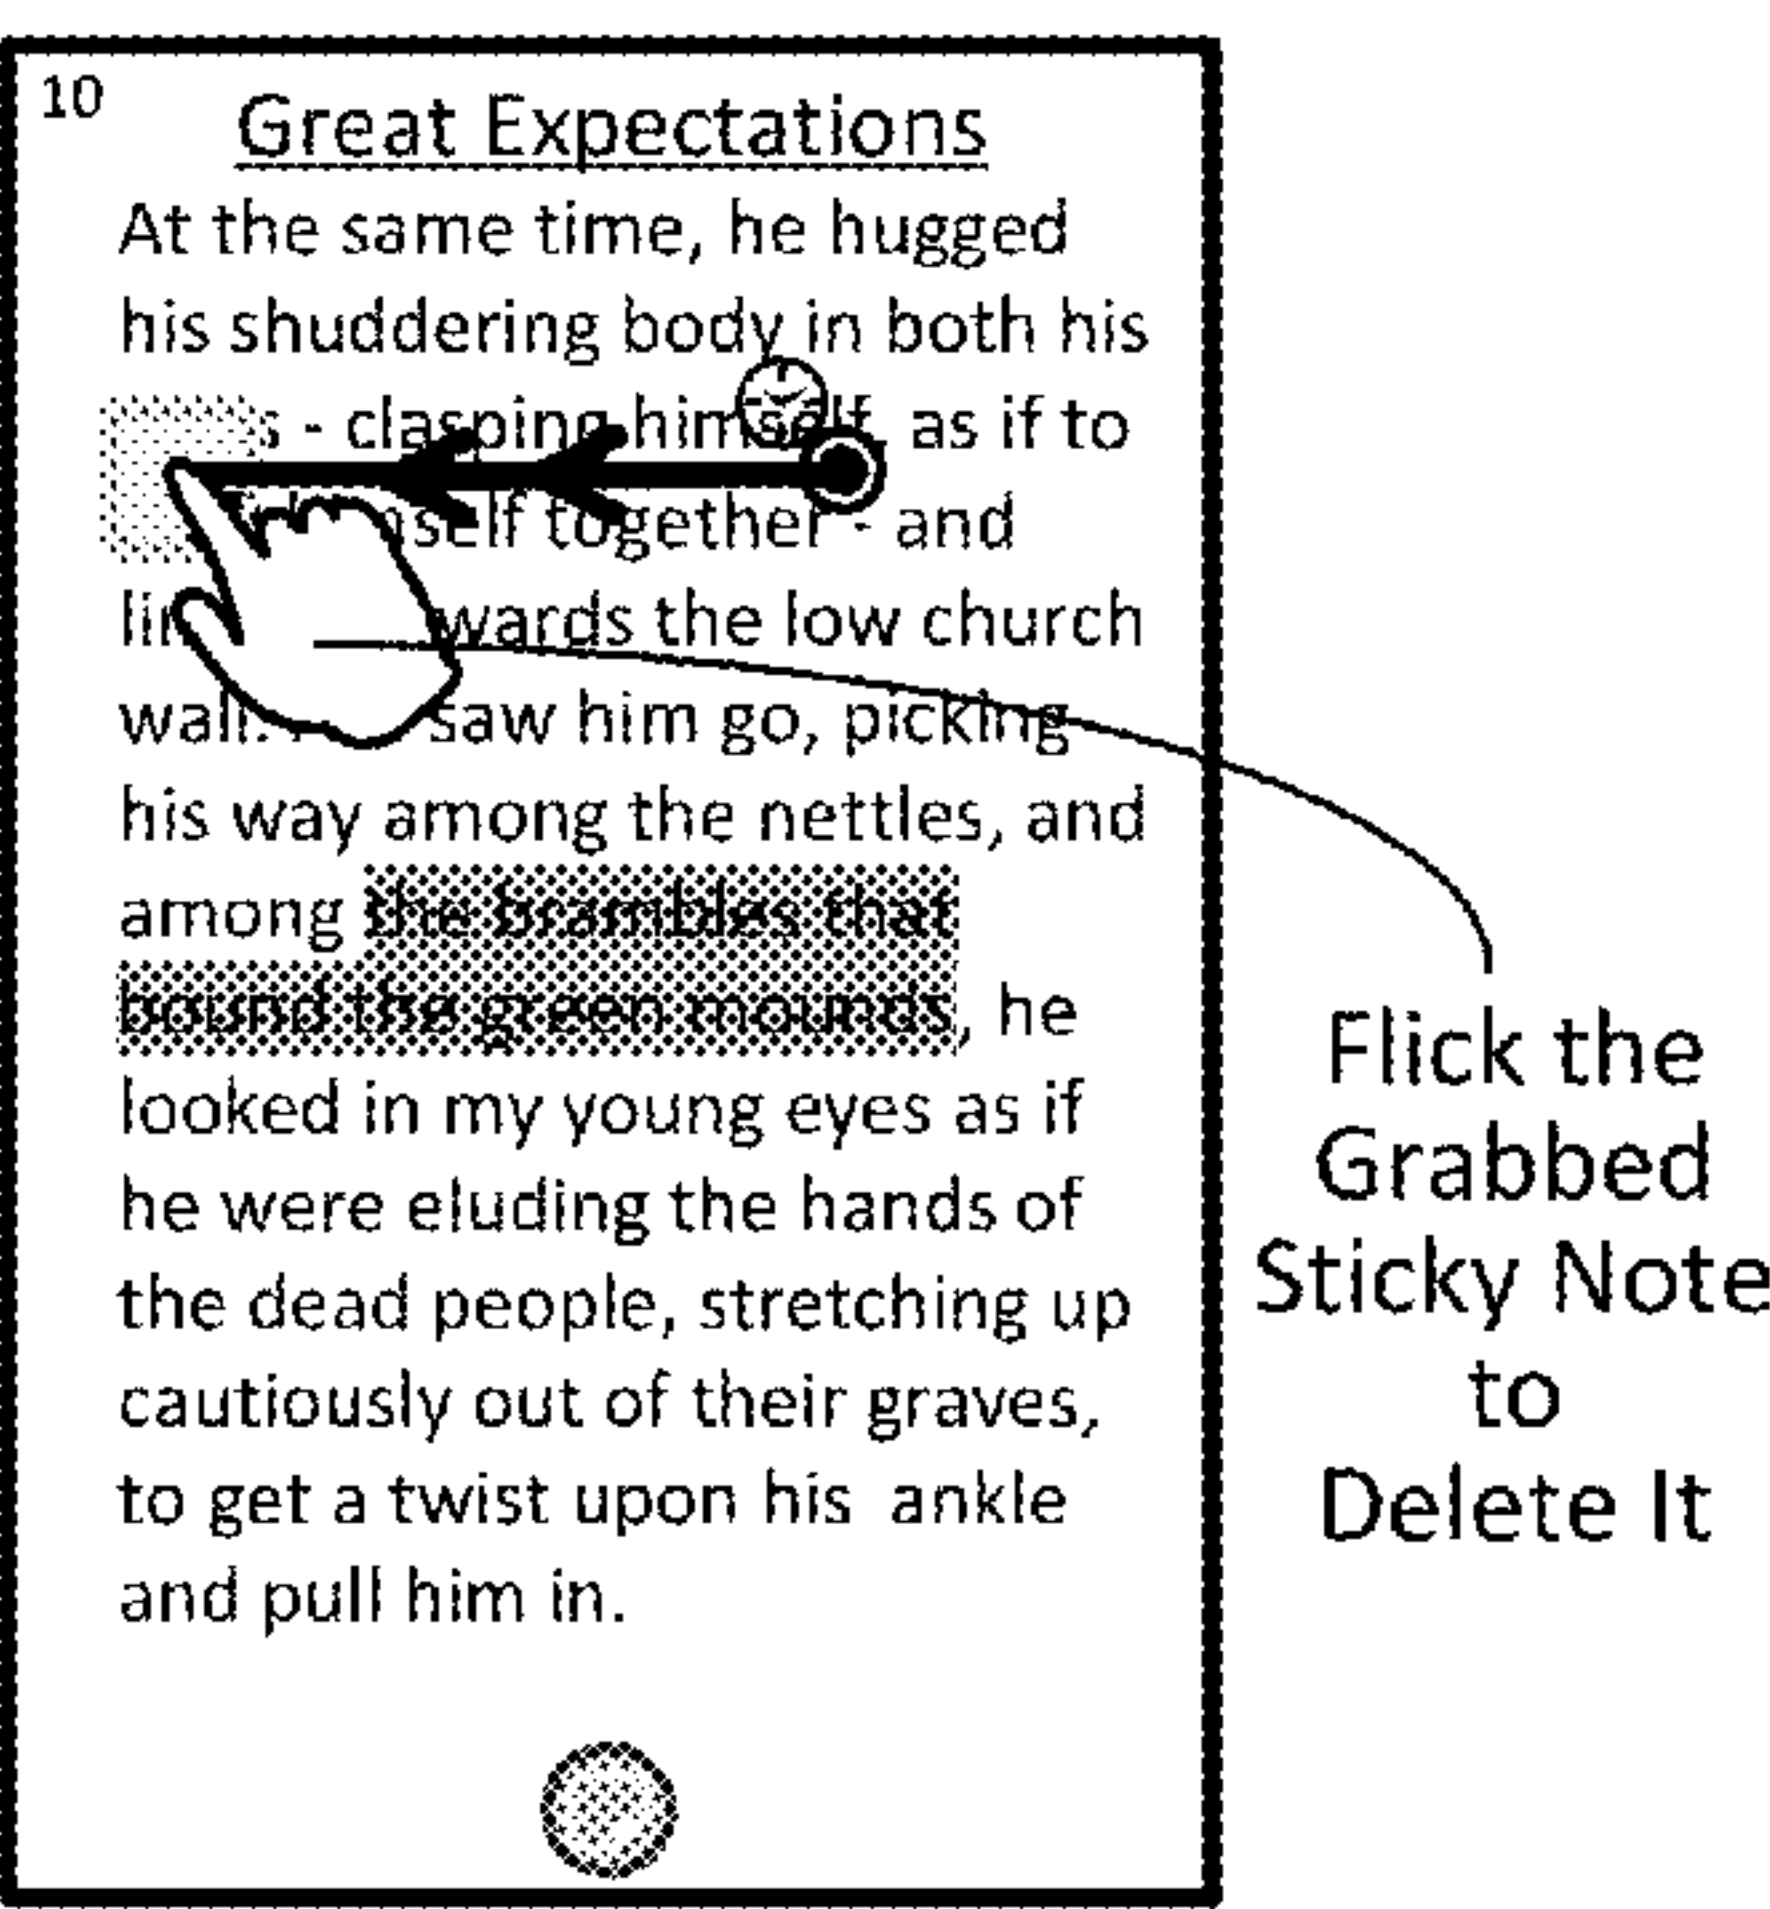 10
Great Expectations
At the same time, he hugged
his shuddering body in both his
s - clasping himself, as if to
self together - and
wards the low church
saw him go, picking
his way among the nettles, and
among the brambles that
bound the green mounds, he
looked in my young eyes as if
he were eluding the hands of
the dead people, stretching up
cautiously out of their graves,
to get a twist upon his ankle
and pull him in.
Flick the
Grabbed
Sticky Note
to
Delete It